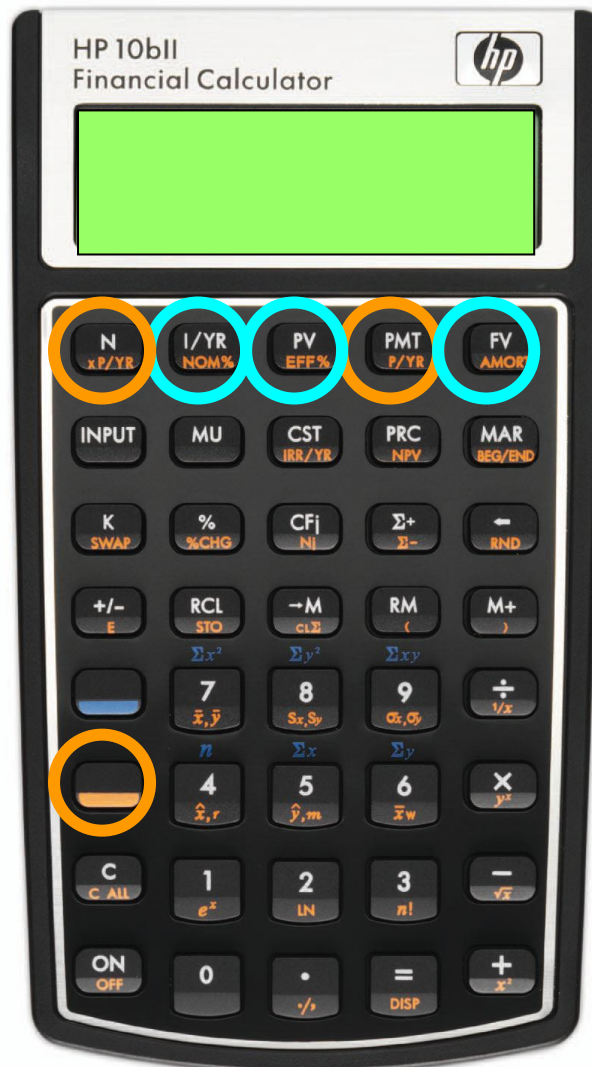 HP 10bII
Financial Calculator
hp
N I/YR PV PMT FV
xP/YR NOM% EFF% P/YR AMORT
INPUT MU CST PRC MAR
IRR/YR NPV BEG/END
K % CFj Σ+ ←
SWAP %CHG Nj Σ− RND
+/− RCL →M RM M+
E STO CLΣ ( )
Σx² Σy² Σxy
7 8 9 ÷
x̄,ȳ Sx,Sy σx,σy 1/x
n Σx Σy
4 5 6 ×
x̂,r ŷ,m x̄w yˣ
C 1 2 3 −
C ALL eˣ LN n! √x
ON 0 . = +
OFF ./, DISP x²